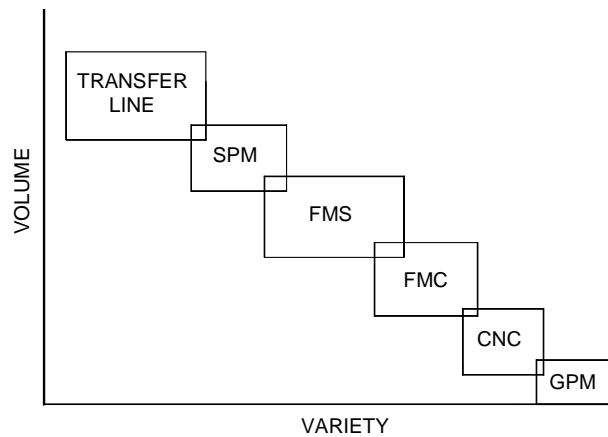 TRANSFER
LINE
SPM
FMS
FMC
CNC
GPM
VOLUME
VARIETY